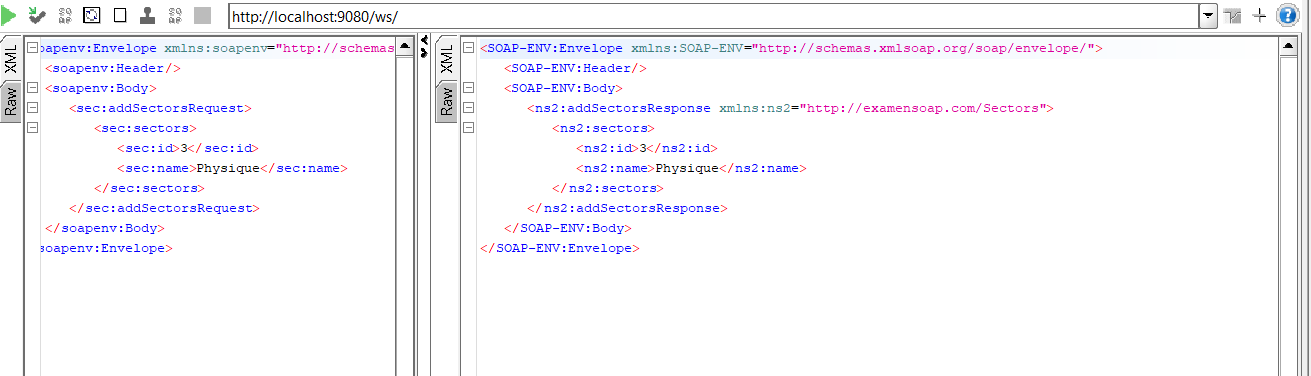 http://localhost:9080/ws/
XML
Raw
oapenv:Envelope xmlns:soapenv="http://schemas
<soapenv:Header/>
<soapenv:Body>
<sec:addSectorsRequest>
<sec:sectors>
<sec:id>3</sec:id>
<sec:name>Physique</sec:name>
</sec:sectors>
</sec:addSectorsRequest>
</soapenv:Body>
soapenv:Envelope>
XML
Raw
<SOAP-ENV:Envelope xmlns:SOAP-ENV="http://schemas.xmlsoap.org/soap/envelope/">
<SOAP-ENV:Header/>
<SOAP-ENV:Body>
<ns2:addSectorsResponse xmlns:ns2="http://examensoap.com/Sectors">
<ns2:sectors>
<ns2:id>3</ns2:id>
<ns2:name>Physique</ns2:name>
</ns2:sectors>
</ns2:addSectorsResponse>
</SOAP-ENV:Body>
</SOAP-ENV:Envelope>